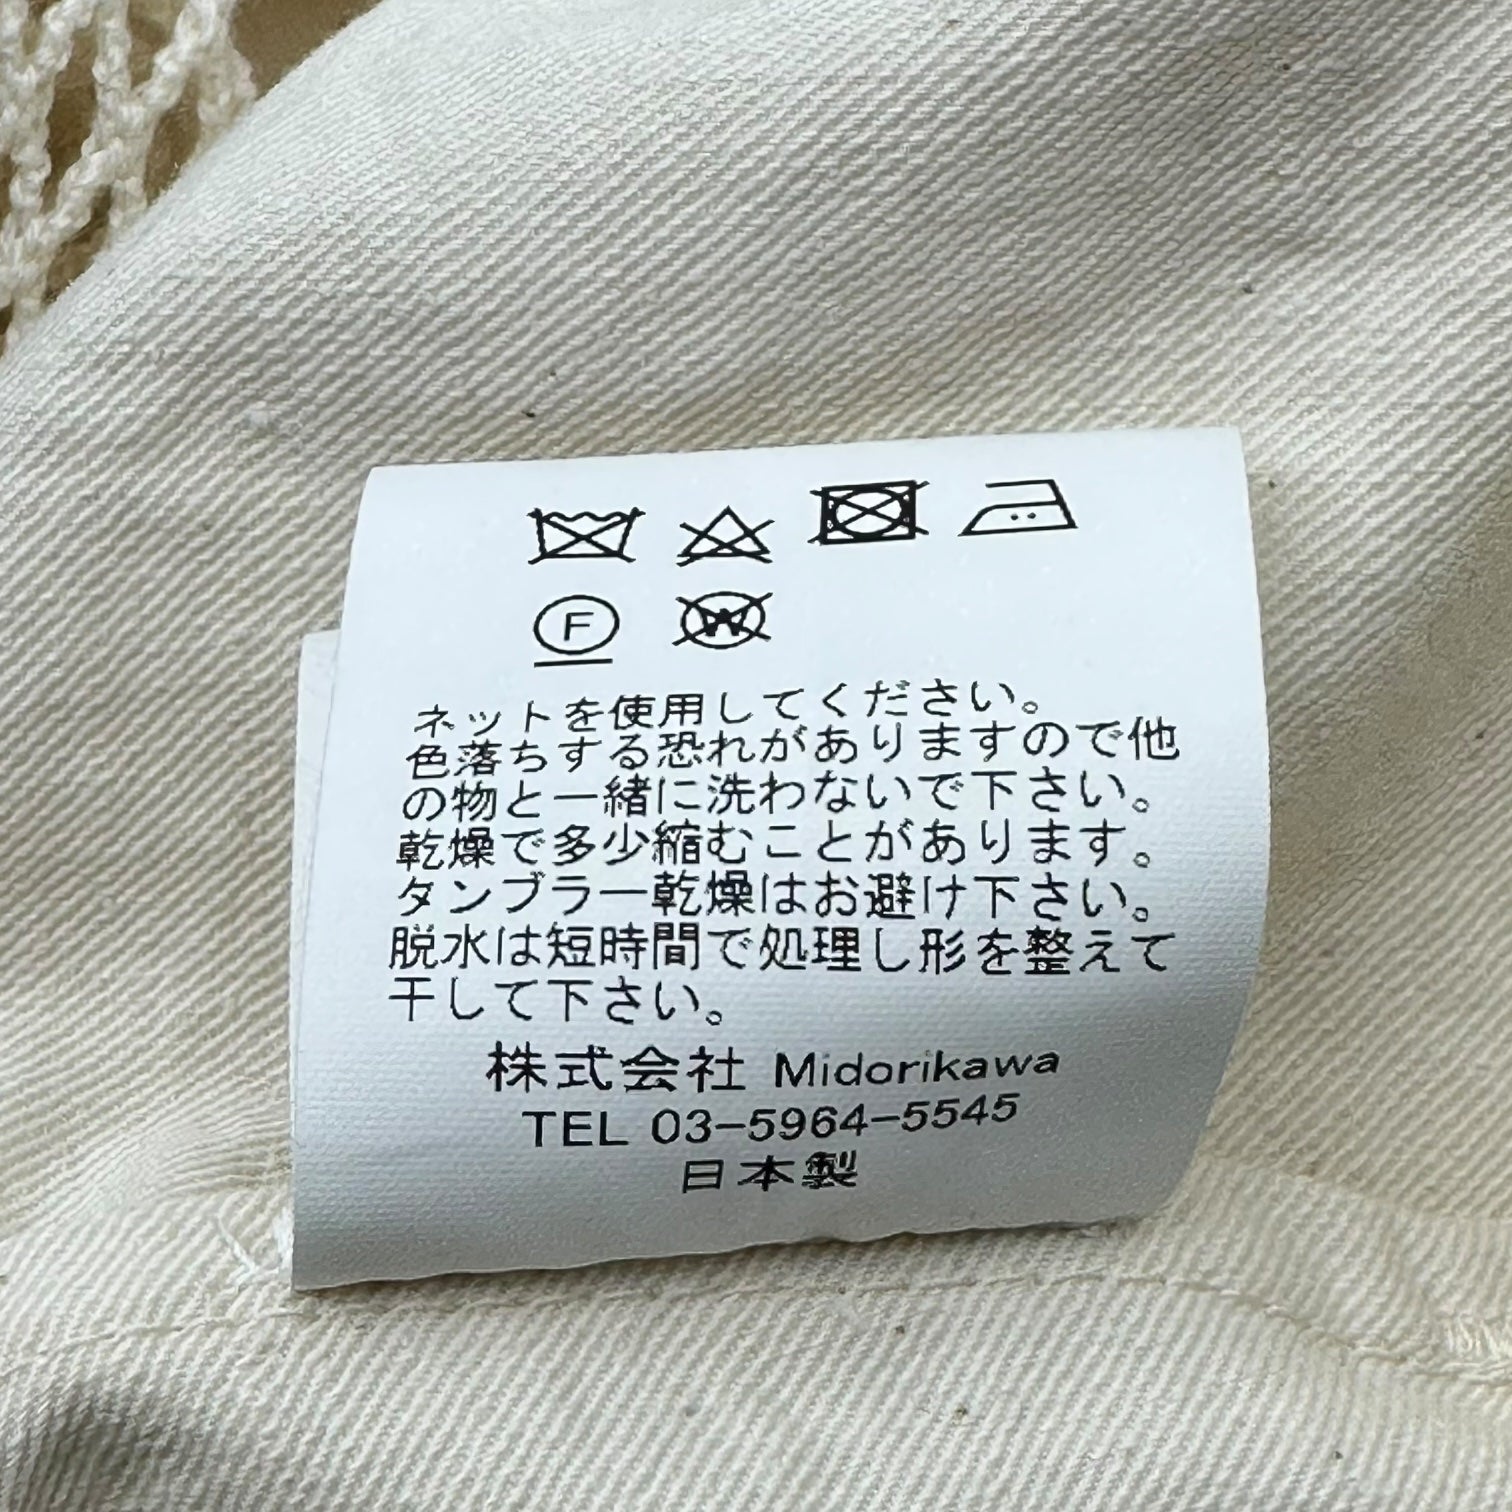 F W
ネットを使用してください。
色落ちする恐れがありますので他
の物と一緒に洗わないで下さい。
乾燥で多少縮むことがあります。
タンブラー乾燥はお避け下さい。
脱水は短時間で処理し形を整えて
干して下さい。
株式会社 Midorikawa
TEL 03-5964-5545
日本製